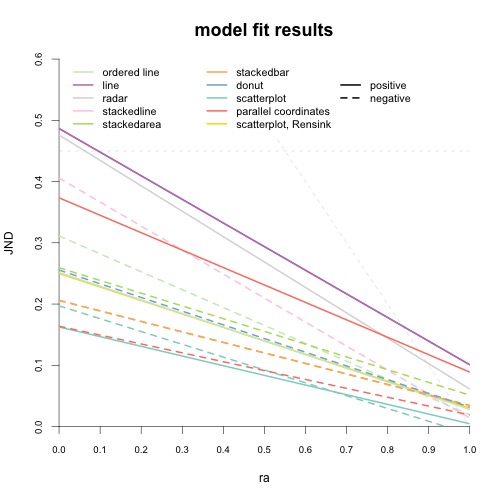 model fit results
ordered line
line
radar
stackedline
stackedarea
stackedbar
donut
scatterplot
parallel coordinates
scatterplot, Rensink
positive
negative
0.6
0.5
0.4
0.3
0.2
0.1
0.0
JND
0.0 0.1 0.2 0.3 0.4 0.5 0.6 0.7 0.8 0.9 1.0
ra